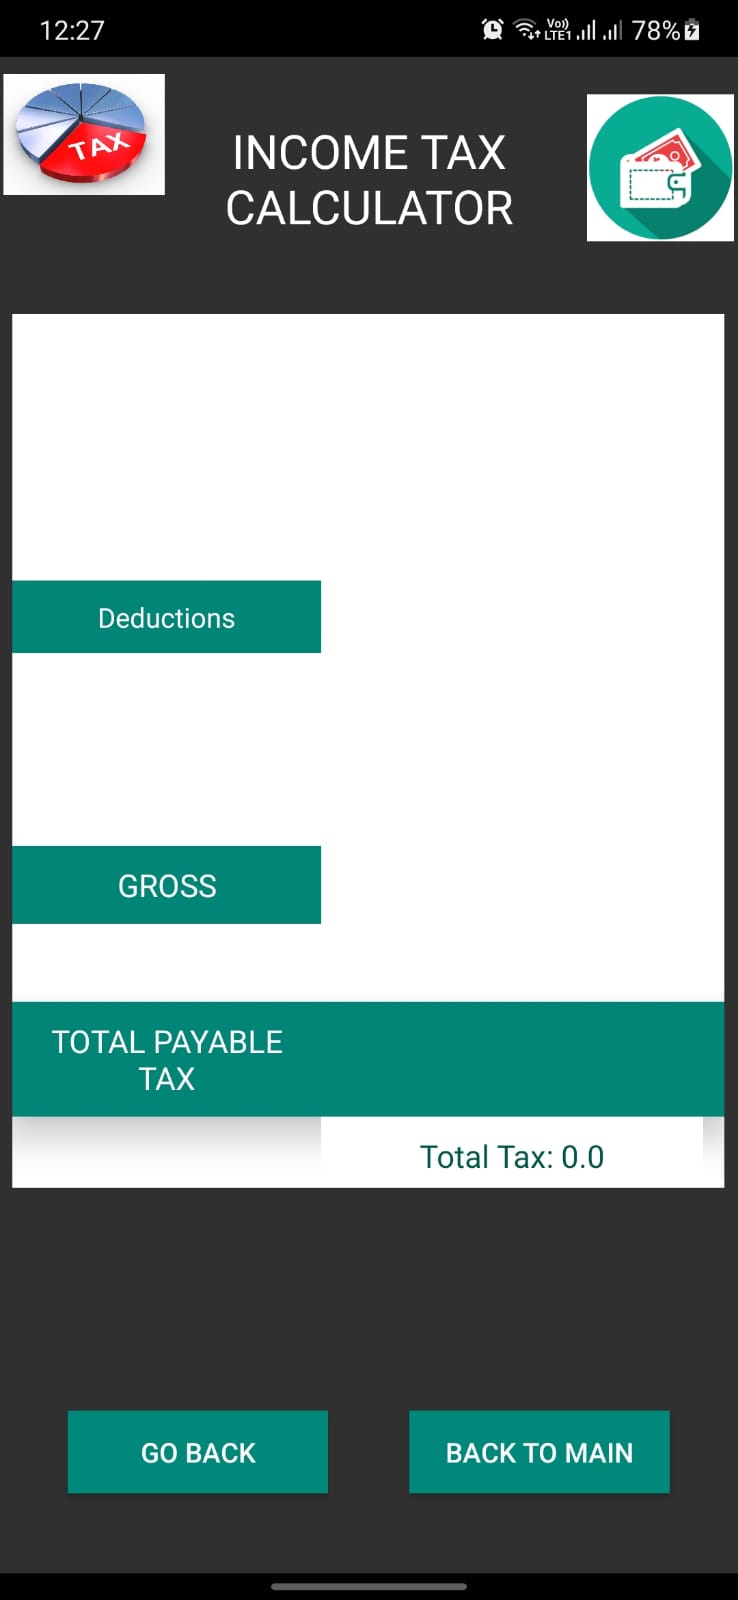 12:27
Vo)) LTE1 78%
TAX
INCOME TAX
CALCULATOR
Deductions
GROSS
TOTAL PAYABLE
TAX
Total Tax: 0.0
GO BACK
BACK TO MAIN